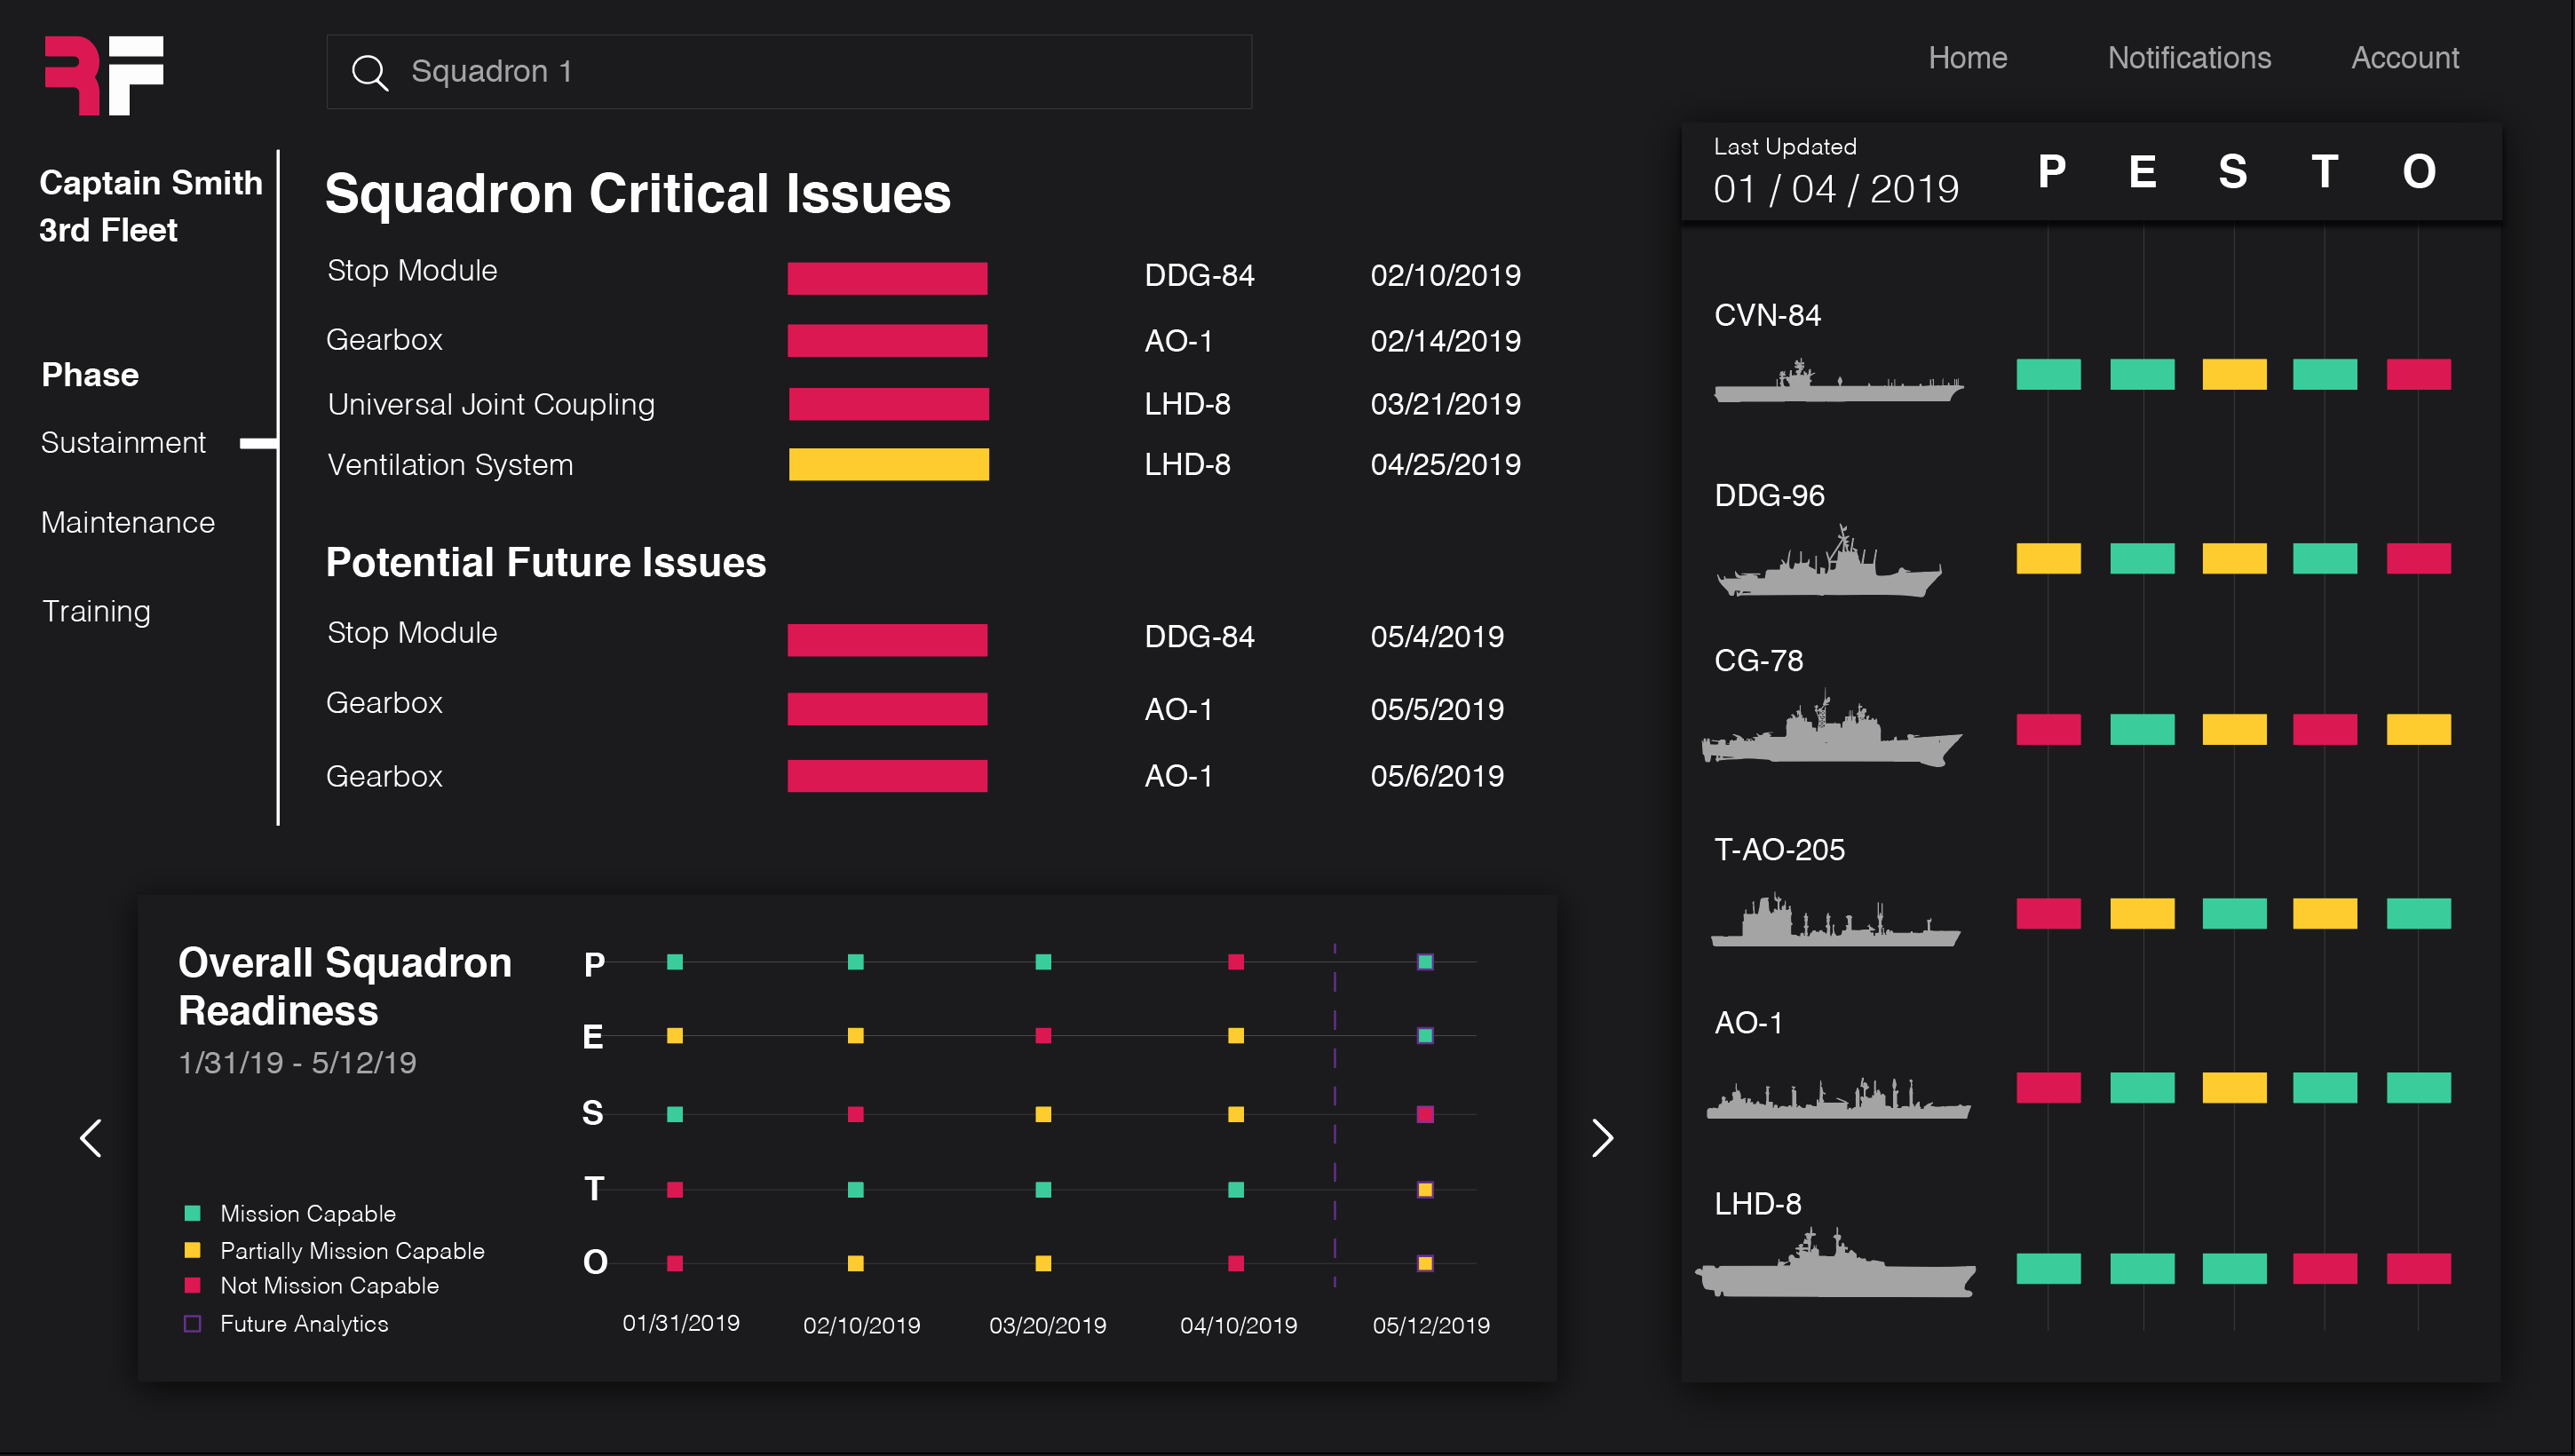 RF
Squadron 1
Home Notifications Account
Captain Smith
3rd Fleet
Phase
Sustainment
Maintenance
Training
Squadron Critical Issues
Stop Module DDG-84 02/10/2019
Gearbox AO-1 02/14/2019
Universal Joint Coupling LHD-8 03/21/2019
Ventilation System LHD-8 04/25/2019
Potential Future Issues
Stop Module DDG-84 05/4/2019
Gearbox AO-1 05/5/2019
Gearbox AO-1 05/6/2019
Overall Squadron
Readiness
1/31/19 - 5/12/19
Mission Capable
Partially Mission Capable
Not Mission Capable
Future Analytics
P
E
S
T
O
01/31/2019 02/10/2019 03/20/2019 04/10/2019 05/12/2019
Last Updated
01 / 04 / 2019
P E S T O
CVN-84
DDG-96
CG-78
T-AO-205
AO-1
LHD-8